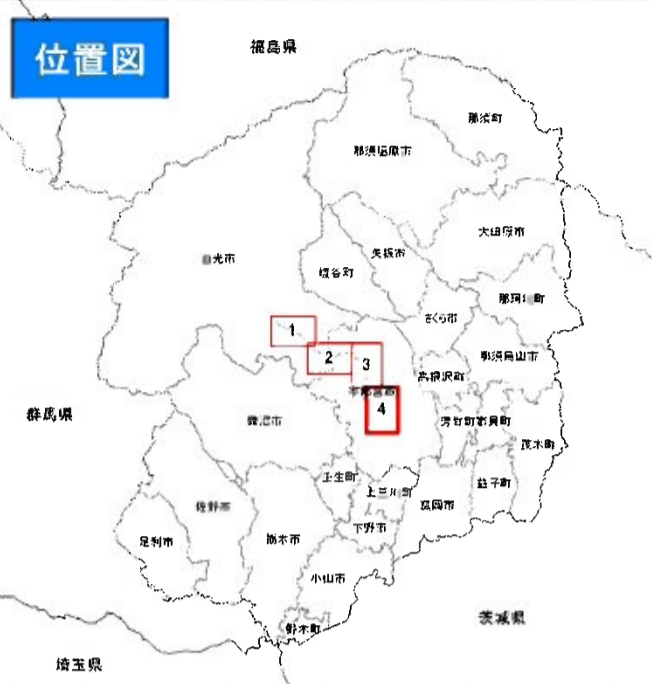 位置図
福島県
那須町
那須塩原市
大田原市
矢板市
日光市
塩谷町
那珂川町
さくら市
1
2
3
那須烏山市
高根沢町
宇都宮市
4
群馬県
鹿沼市
芳賀町
市貝町
茂木町
壬生町
上三川町
益子町
真岡市
佐野市
下野市
足利市
栃木市
小山市
茨城県
野木町
埼玉県